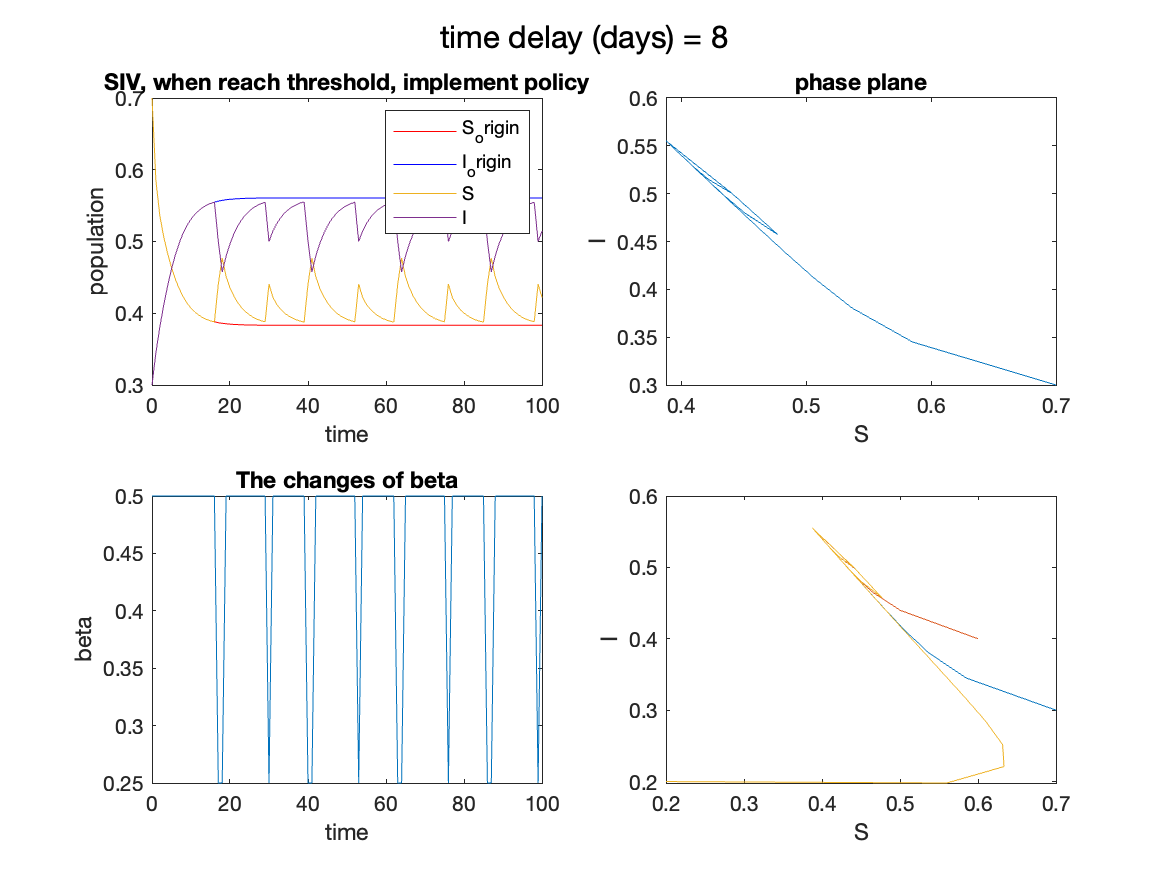 time delay (days) = 8
SIV, when reach threshold, implement policy
0.7
0.6
0.5
0.4
0.3
population
0
20
40
60
80
100
time
S_origin
I_origin
S
I
phase plane
0.6
0.55
0.5
0.45
0.4
0.35
0.3
I
0.4
0.5
0.6
0.7
S
The changes of beta
0.5
0.45
0.4
0.35
0.3
0.25
beta
0
20
40
60
80
100
time
0.6
0.5
0.4
0.3
0.2
I
0.2
0.3
0.4
0.5
0.6
0.7
S